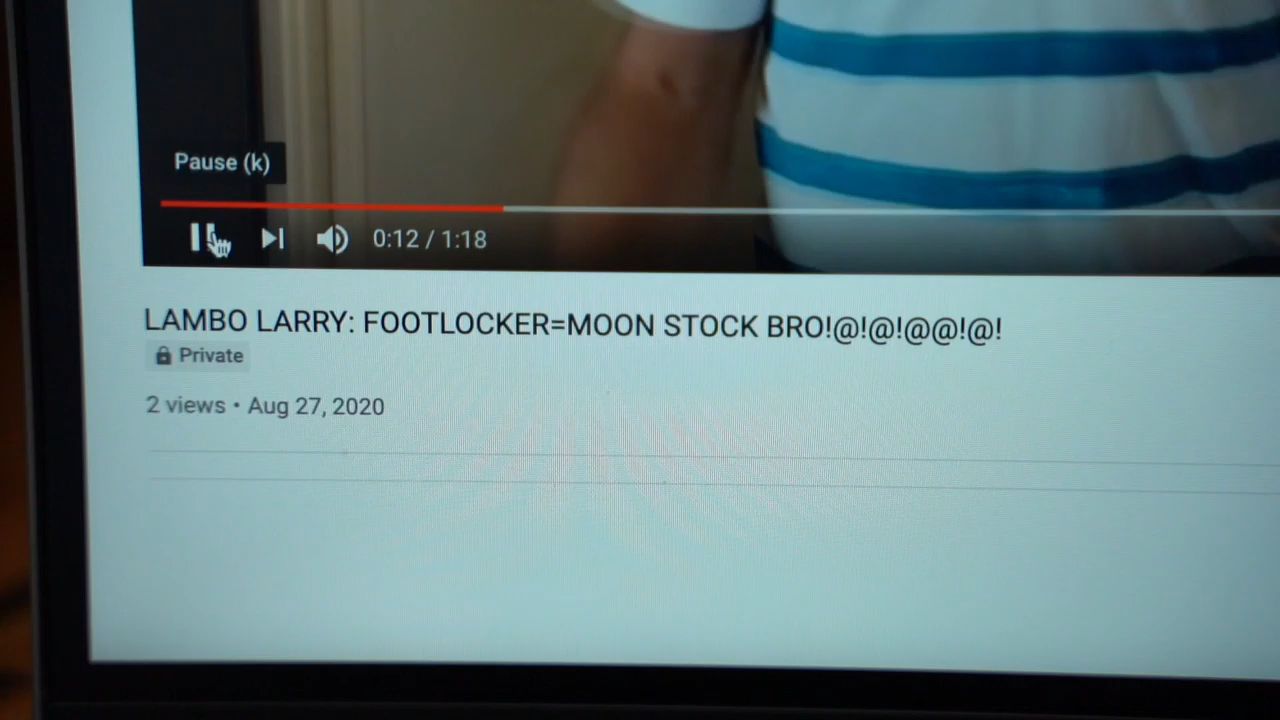 Pause (k)
0:12 / 1:18
LAMBO LARRY: FOOTLOCKER=MOON STOCK BRO!@!@!@@!@!
Private
2 views • Aug 27, 2020